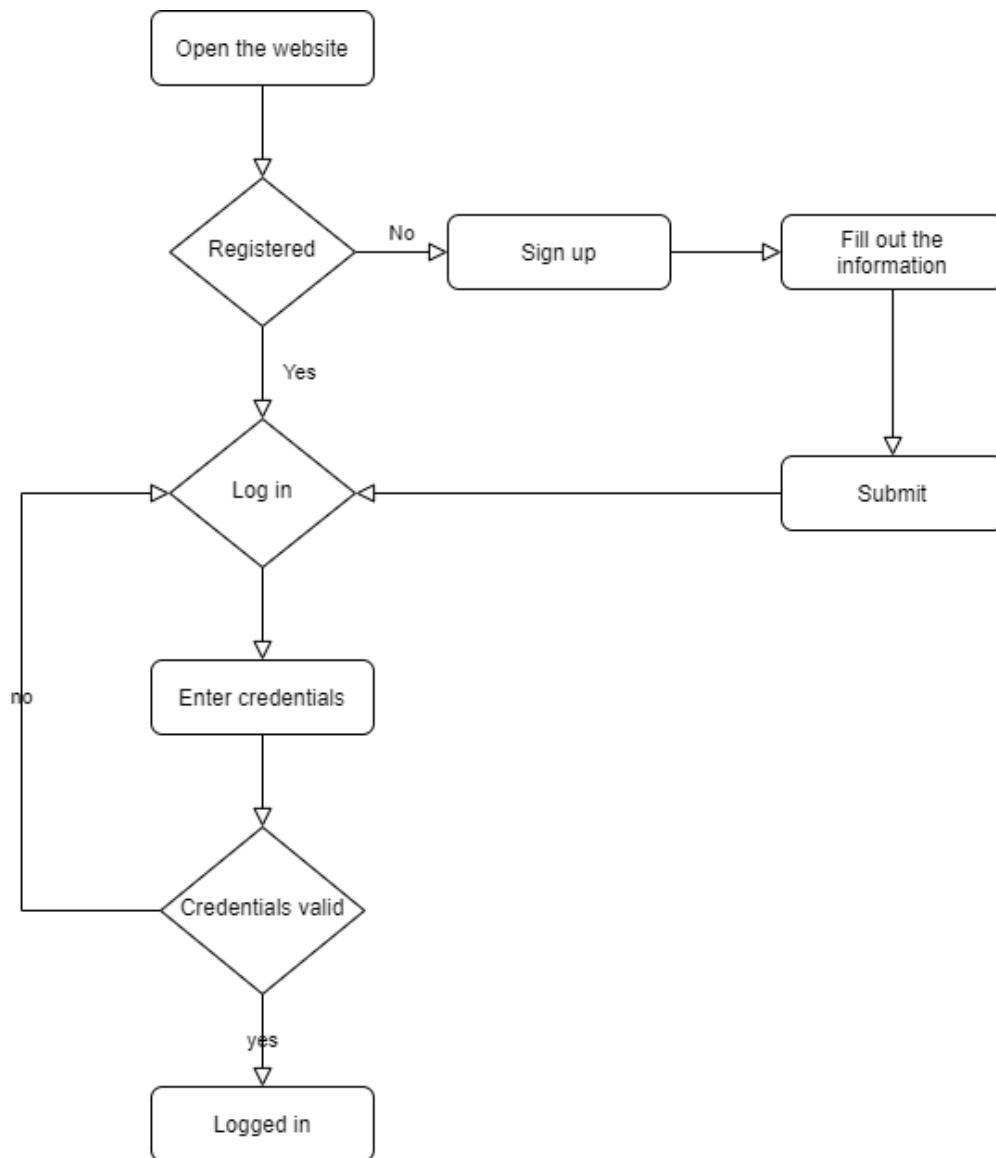 Open the website
Registered
No
Sign up
Fill out the
information
Yes
Log in
Submit
Enter credentials
no
Credentials valid
yes
Logged in